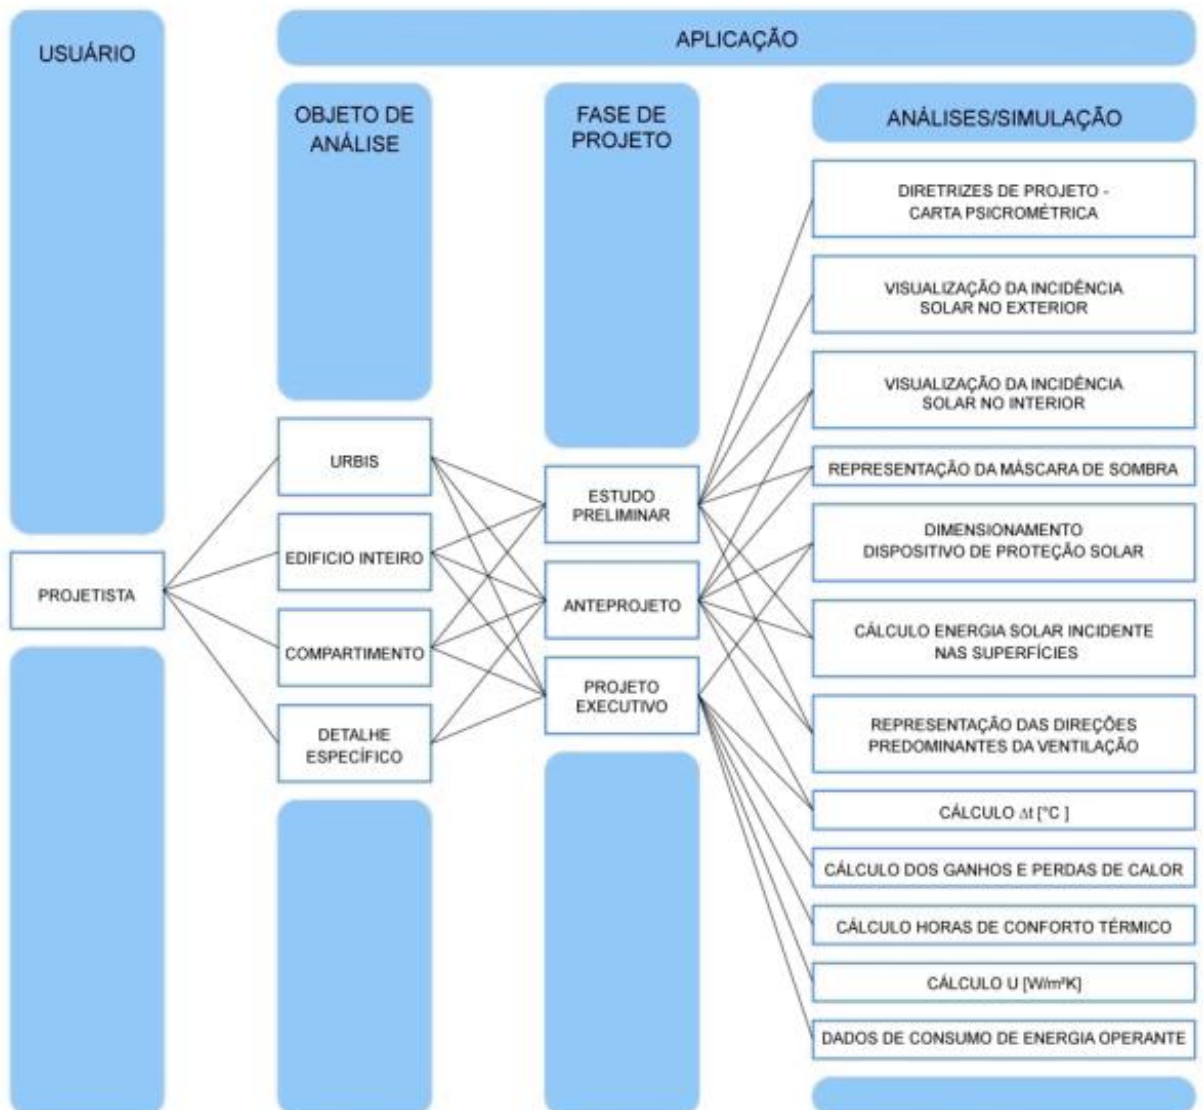 USUÁRIO
APLICAÇÃO
OBJETO DE
ANÁLISE
FASE DE
PROJETO
ANÁLISES/SIMULAÇÃO
DIRETRIZES DE PROJETO -
CARTA PSICROMÉTRICA
VISUALIZAÇÃO DA INCIDÊNCIA
SOLAR NO EXTERIOR
VISUALIZAÇÃO DA INCIDÊNCIA
SOLAR NO INTERIOR
URBIS
REPRESENTAÇÃO DA MÁSCARA DE SOMBRA
ESTUDO
PRELIMINAR
DIMENSIONAMENTO
DISPOSITIVO DE PROTEÇÃO SOLAR
EDIFICIO INTEIRO
PROJETISTA
ANTEPROJETO
CÁLCULO ENERGIA SOLAR INCIDENTE
NAS SUPERFÍCIES
COMPARTIMENTO
PROJETO
EXECUTIVO
DETALHE
ESPECÍFICO
REPRESENTAÇÃO DAS DIREÇÕES
PREDOMINANTES DA VENTILAÇÃO
CÁLCULO Δt [°C ]
CÁLCULO DOS GANHOS E PERDAS DE CALOR
CÁLCULO HORAS DE CONFORTO TÉRMICO
CÁLCULO U [W/m²K]
DADOS DE CONSUMO DE ENERGIA OPERANTE